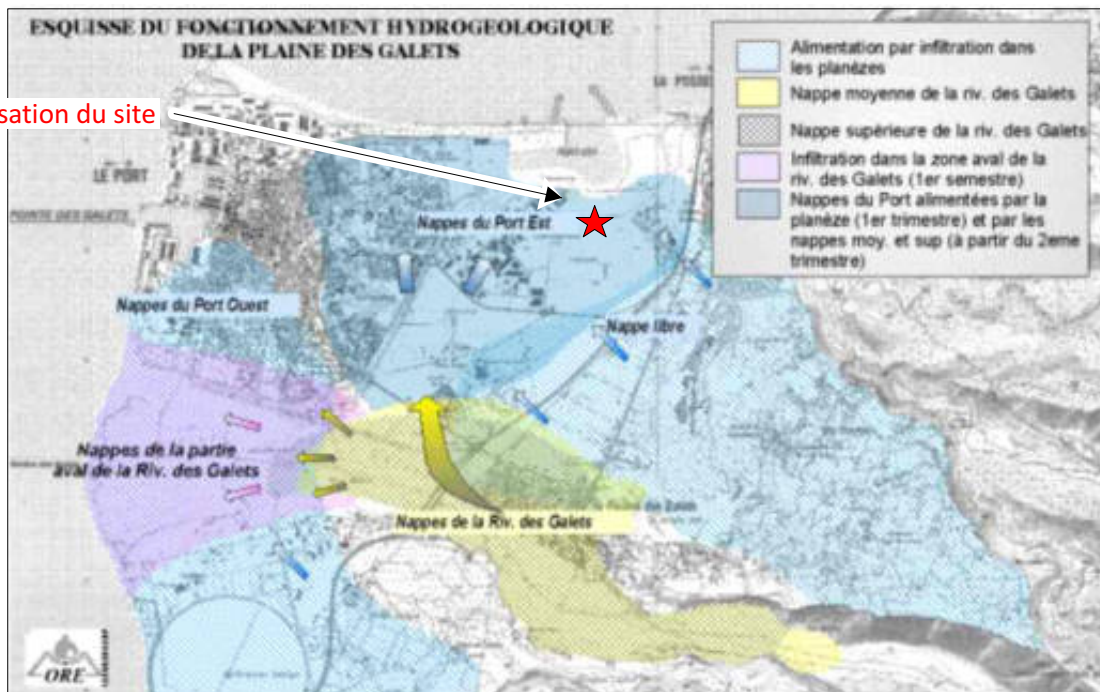 ESQUISSE DU FONCTIONNEMENT HYDROGEOLOGIQUE
DE LA PLAINE DES GALETS
sation du site
Alimentation par infiltration dans
les planèzes
Nappe moyenne de la riv. des Galets
Nappe supérieure de la riv. des Galets
Infiltration dans la zone aval de la
riv. des Galets (1er semestre)
Nappes du Port alimentées par la
planèze (1er trimestre) et par les
nappes moy. et sup (à partir du 2eme
trimestre)
LE PORT
POINTE DES GALETS
Nappes du Port Est
Nappes du Port Ouest
Nappe libre
Nappes de la partie
aval de la Riv. des Galets
Nappes de la Riv. des Galets
ORE